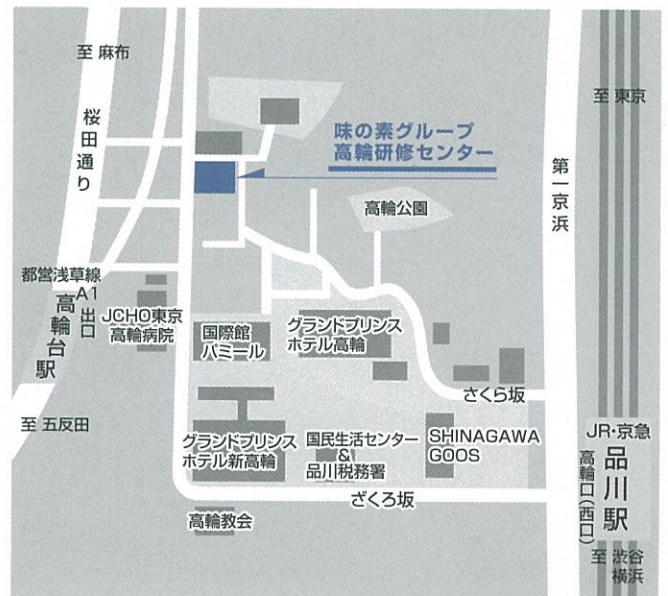 至 麻布
桜田通り
至 東京
味の素グループ
高輪研修センター
第一京浜
高輪公園
都営浅草線
A1出口
高輪台駅
JCHO東京
高輪病院
国際館
パミール
グランドプリンス
ホテル高輪
さくら坂
至 五反田
グランドプリンス
ホテル新高輪
国民生活センター
&
品川税務署
SHINAGAWA
GOOS
JR・京急
品川駅
高輪口(西口)
ざくろ坂
高輪教会
至 渋谷
横浜